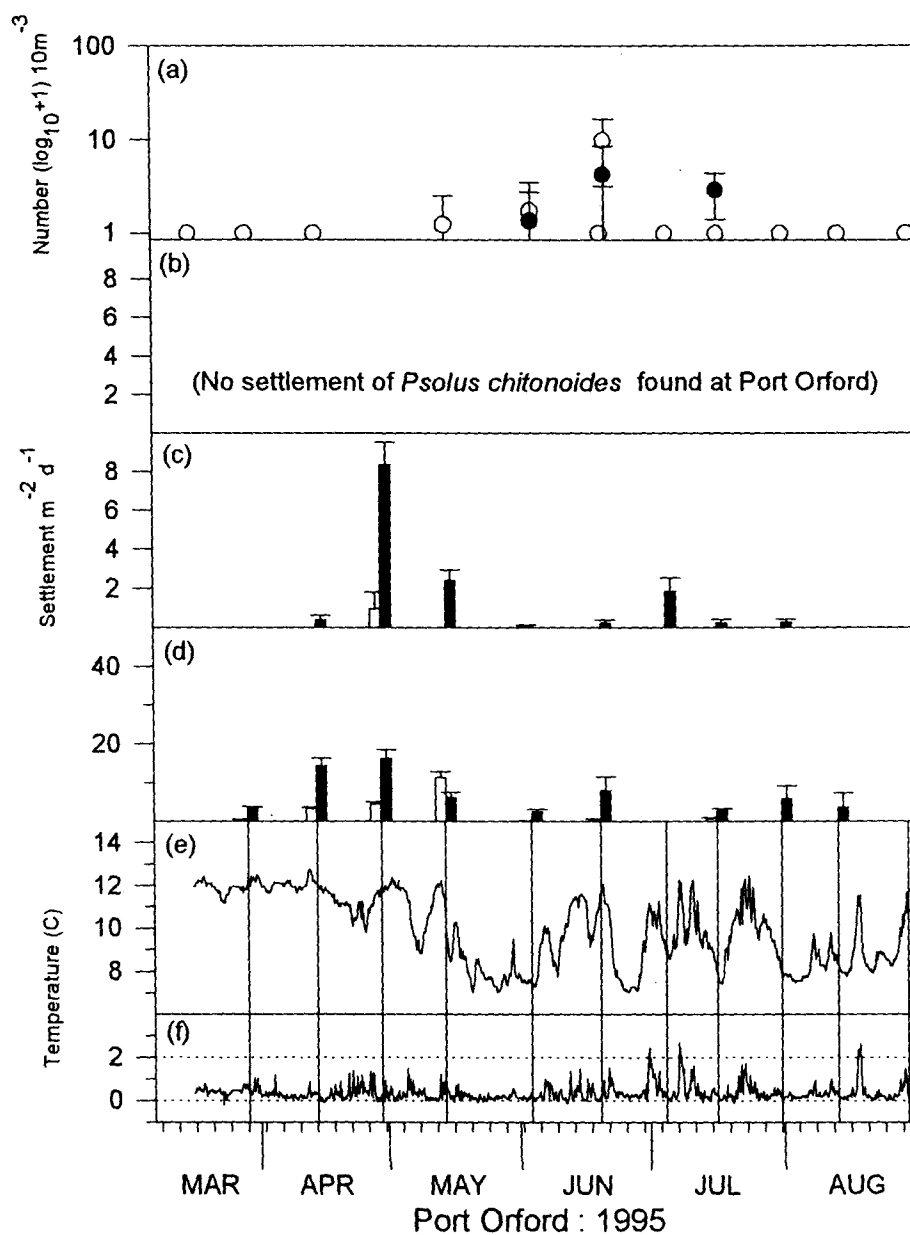 Number (log10+1) 10m-3
100
10
1
(a)
(b)
8
6
4
2
(No settlement of Psolus chitonoides found at Port Orford)
Settlement m-2 d-1
(c)
8
6
4
2
(d)
40
20
Temperature (C)
(e)
14
12
10
8
(f)
2
0
MAR APR MAY JUN JUL AUG
Port Orford : 1995